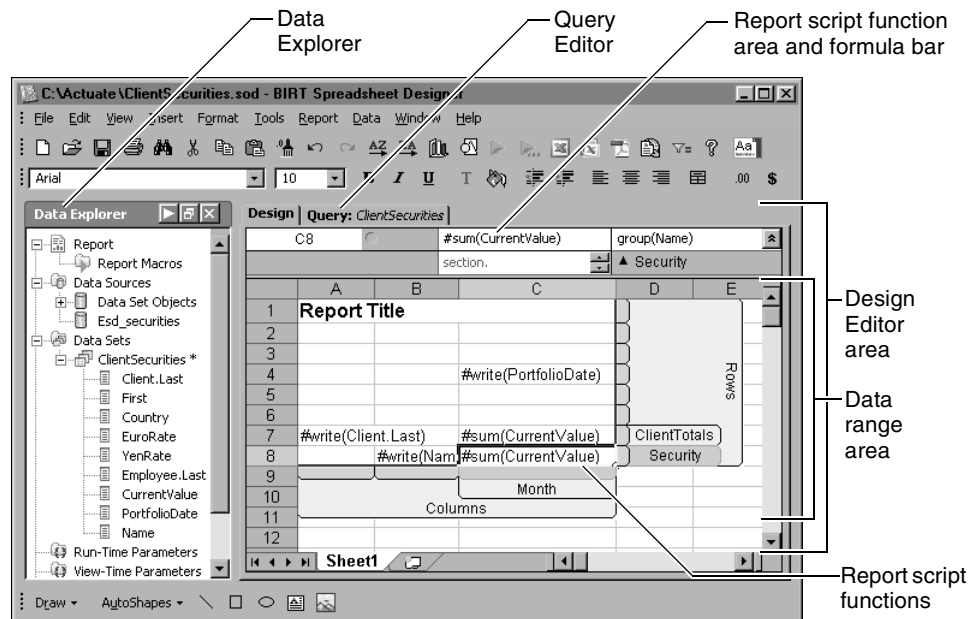 Data
Explorer
Query
Editor
Report script function
area and formula bar
C:\Actuate\ClientSecurities.sod - BIRT Spreadsheet Designer
File Edit View Insert Format Tools Report Data Window Help
Arial 10 B I U T .00 $
Data Explorer
Design Query: ClientSecurities
C8 #sum(CurrentValue) group(Name)
section. Security
Report
Report Macros
Data Sources
Data Set Objects
Esd_securities
Data Sets
ClientSecurities *
Client.Last
First
Country
EuroRate
YenRate
Employee.Last
CurrentValue
PortfolioDate
Name
Run-Time Parameters
View-Time Parameters
A B C D E
1 Report Title
2
3
4 #write(PortfolioDate)
5
6
7 #write(Client.Last) #sum(CurrentValue) ClientTotals
8 #write(Nam #sum(CurrentValue) Security
9
10 Month
11 Columns
12
Rows
Sheet1
Draw AutoShapes
Design
Editor
area
Data
range
area
Report script
functions